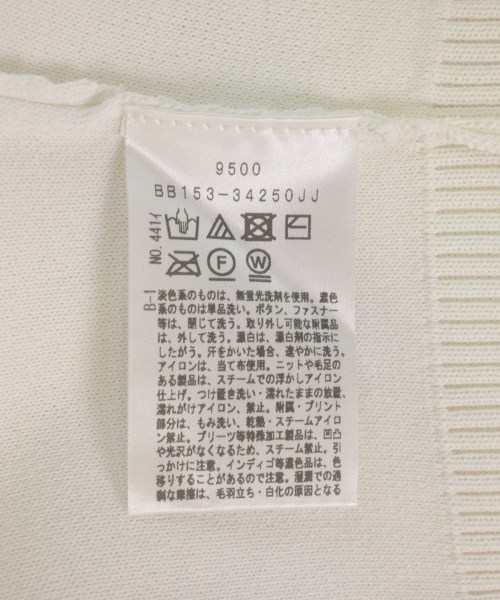 9500
BB153-34250JJ
NO.441イ
F
W
B-1
淡色系のものは、無蛍光洗剤を使用。濃色
系のものは単品洗い。ボタン、ファスナー
等は、閉じて洗う。取り外し可能な附属品
は、外して洗う。漂白は、漂白剤の指示に
したがう。汗をかいた場合、速やかに洗う。
アイロンは、当て布使用。ニットや毛足の
ある製品は、スチームでの浮かしアイロン
仕上げ。つけ置き洗い・濡れたままの放置、
濡れがけアイロン、禁止。附属・プリント
部分は、もみ洗い、乾熱・スチームアイロ
ン禁止。プリーツ等特殊加工製品は、凹凸
や光沢がなくなるため、スチーム禁止。引
っかけに注意。インディゴ等濃色品は、色
移りすることがあるので注意。湿潤での過
剰な摩擦は、毛羽立ち・白化の原因となる